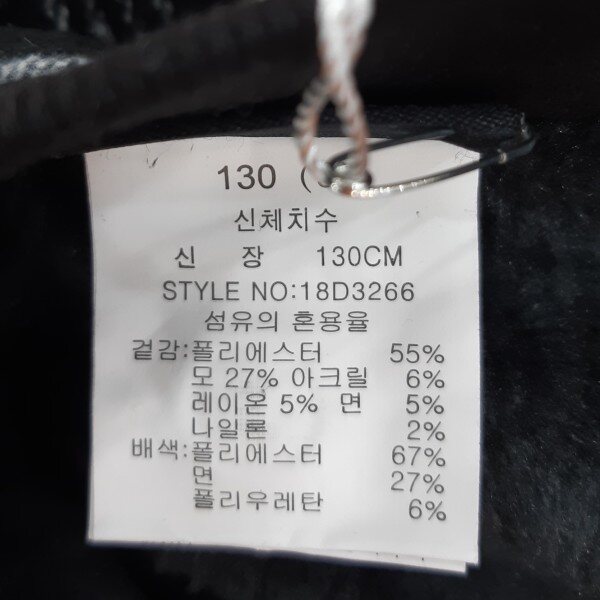 130 (
신체치수
신 장 130CM
STYLE NO:18D3266
섬유의 혼용율
겉감:폴리에스터 55%
모 27% 아크릴 6%
레이온 5% 면 5%
나일론 2%
배색:폴리에스터 67%
면 27%
폴리우레탄 6%